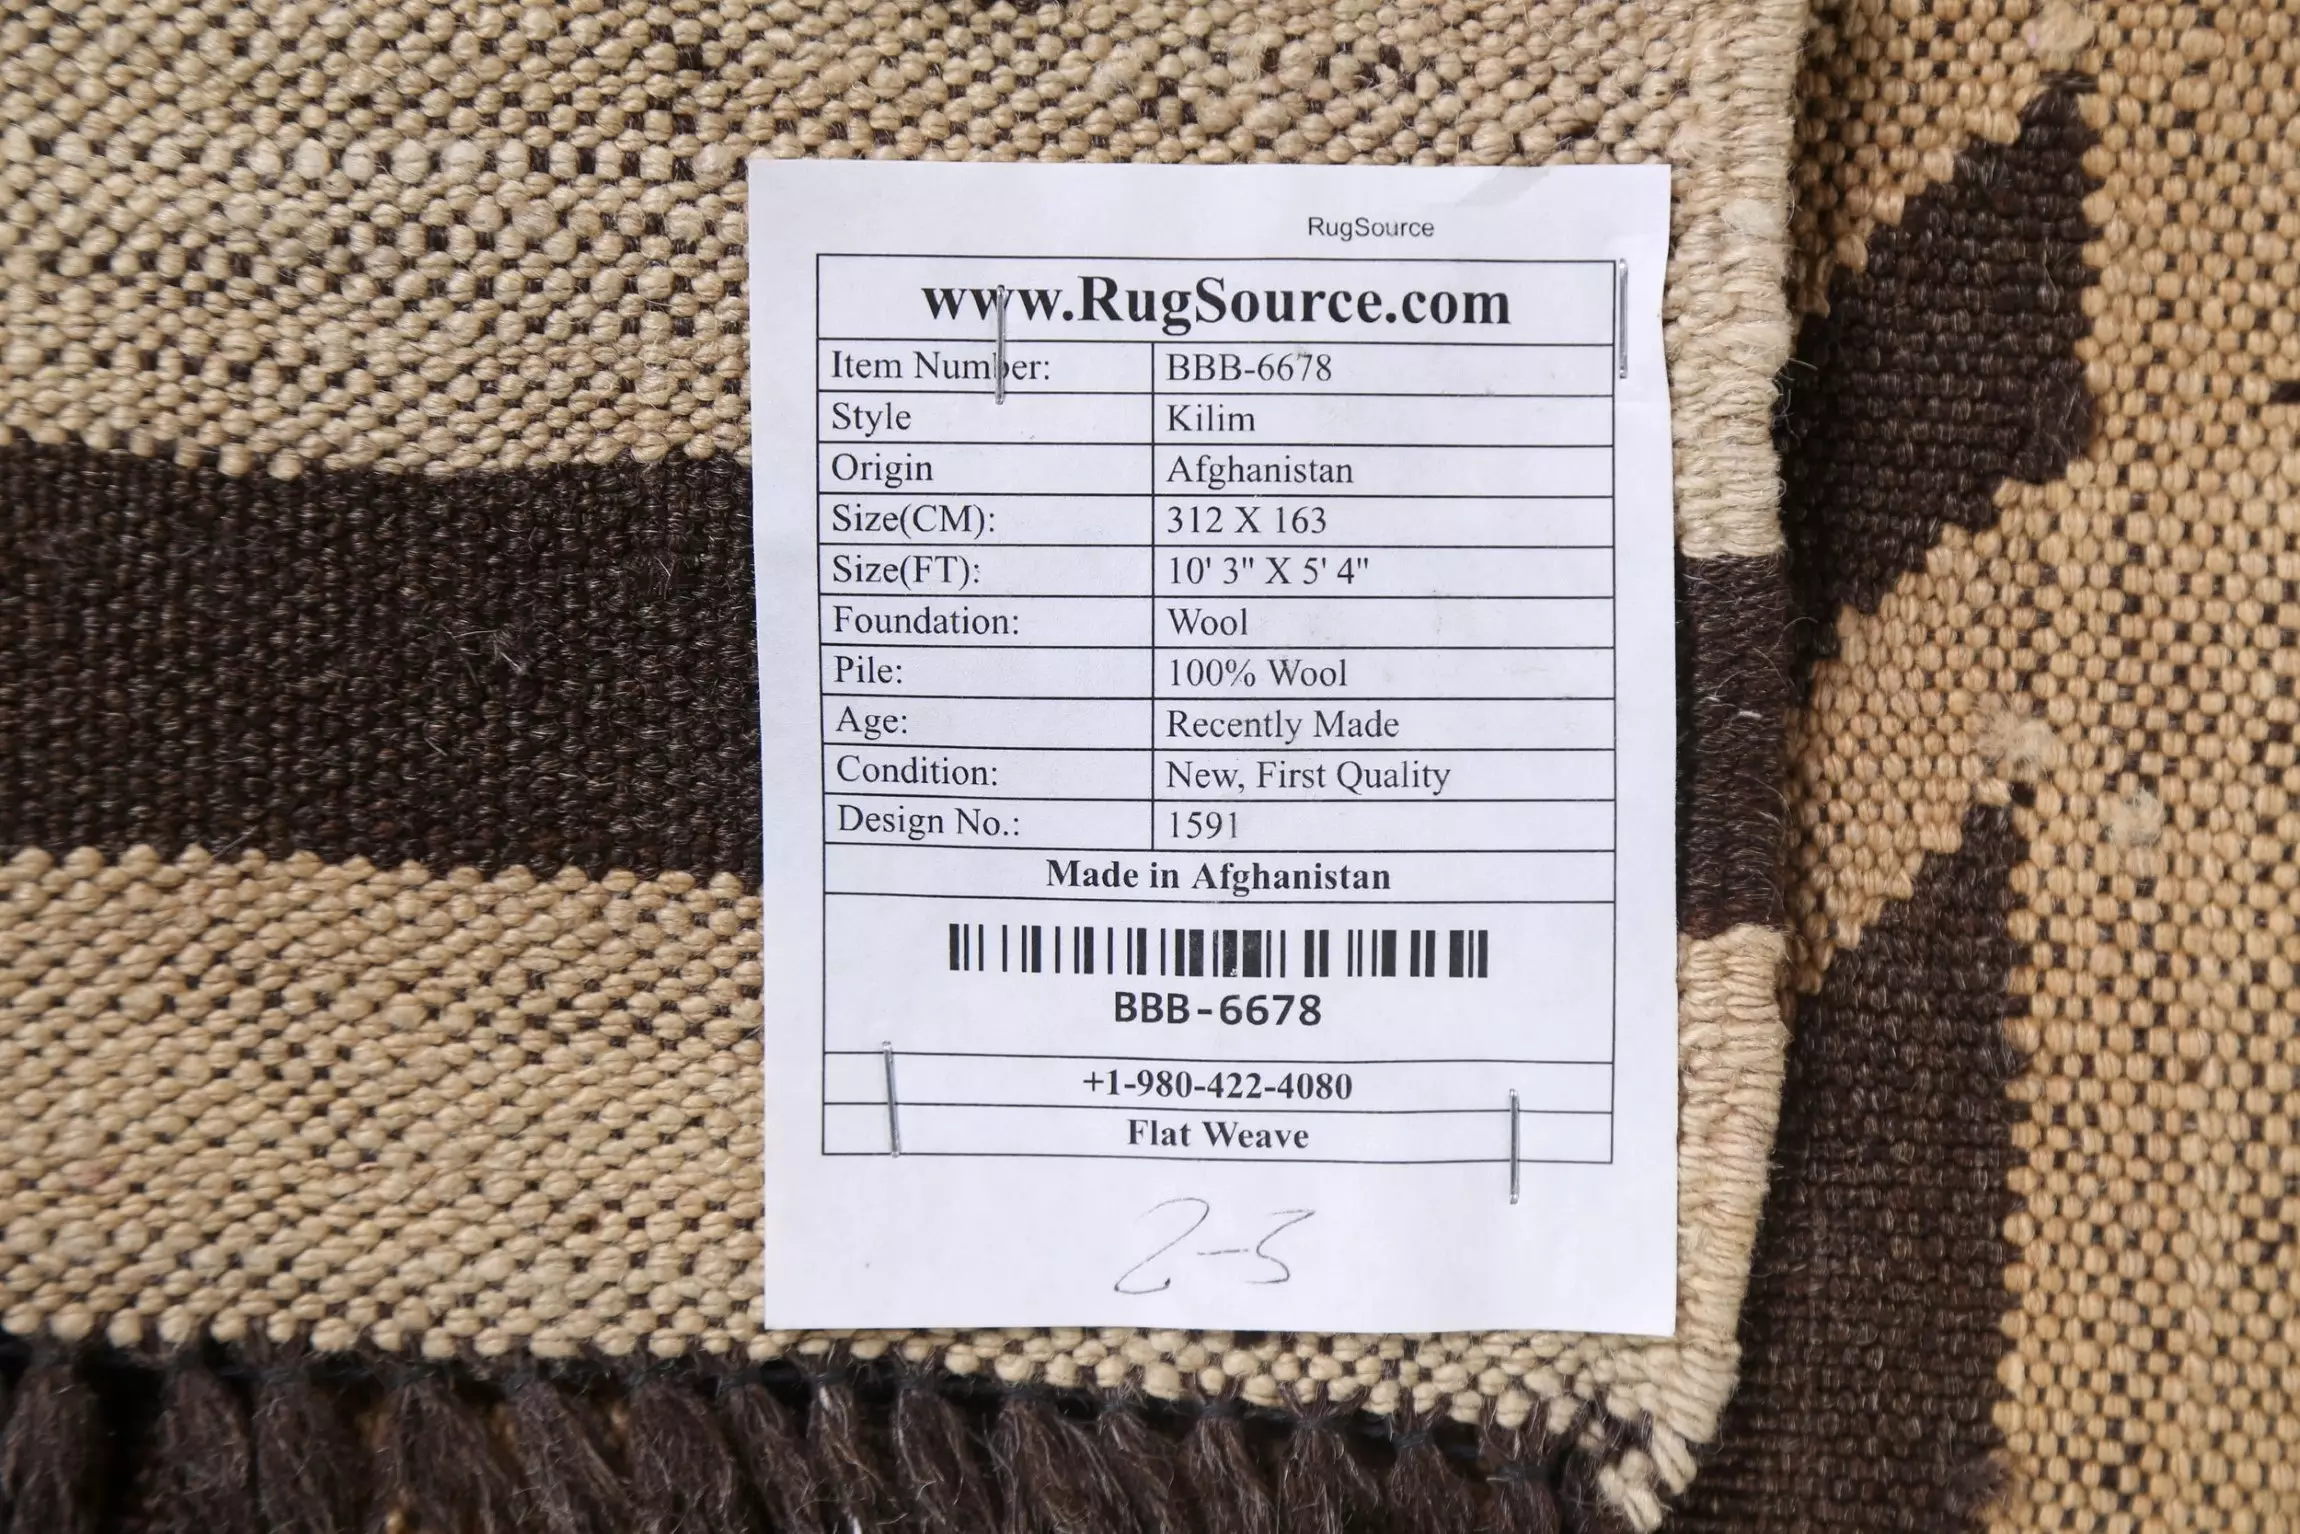 RugSource
www.RugSource.com
Item Number: BBB-6678
Style Kilim
Origin Afghanistan
Size(CM): 312 X 163
Size(FT): 10' 3" X 5' 4"
Foundation: Wool
Pile: 100% Wool
Age: Recently Made
Condition: New, First Quality
Design No.: 1591
Made in Afghanistan
BBB-6678
+1-980-422-4080
Flat Weave
2-3